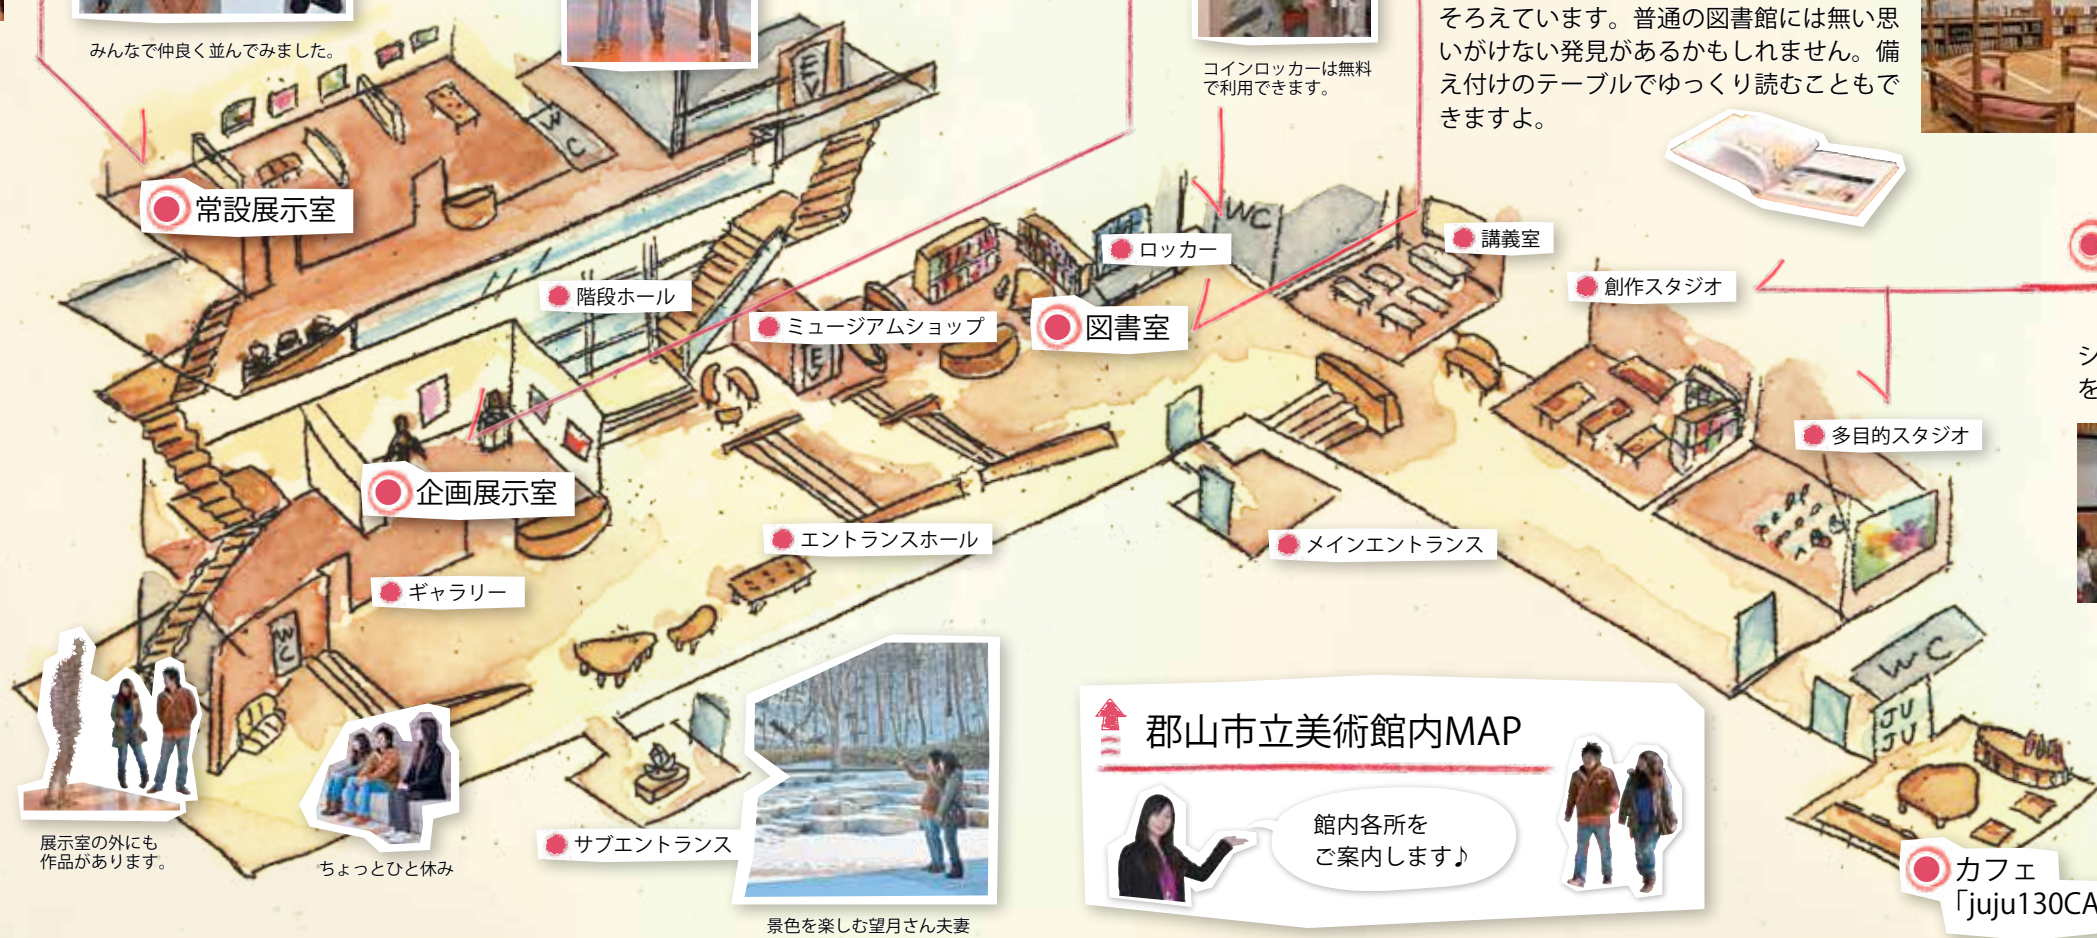 みんなで仲良く並んでみました。
コインロッカーは無料
で利用できます。
そろえています。普通の図書館には無い思
いがけない発見があるかもしれません。備
え付けのテーブルでゆっくり読むこともで
きますよ。
EV
WC
常設展示室
階段ホール
ミュージアムショップ
EV
図書室
ロッカー
WC
講義室
創作スタジオ
多目的スタジオ
シ
を
企画展示室
エントランスホール
メインエントランス
ギャラリー
WC
WC
JU
JU
展示室の外にも
作品があります。
ちょっとひと休み
サブエントランス
景色を楽しむ望月さん夫妻
郡山市立美術館内MAP
館内各所を
ご案内します♪
カフェ
「juju130CA